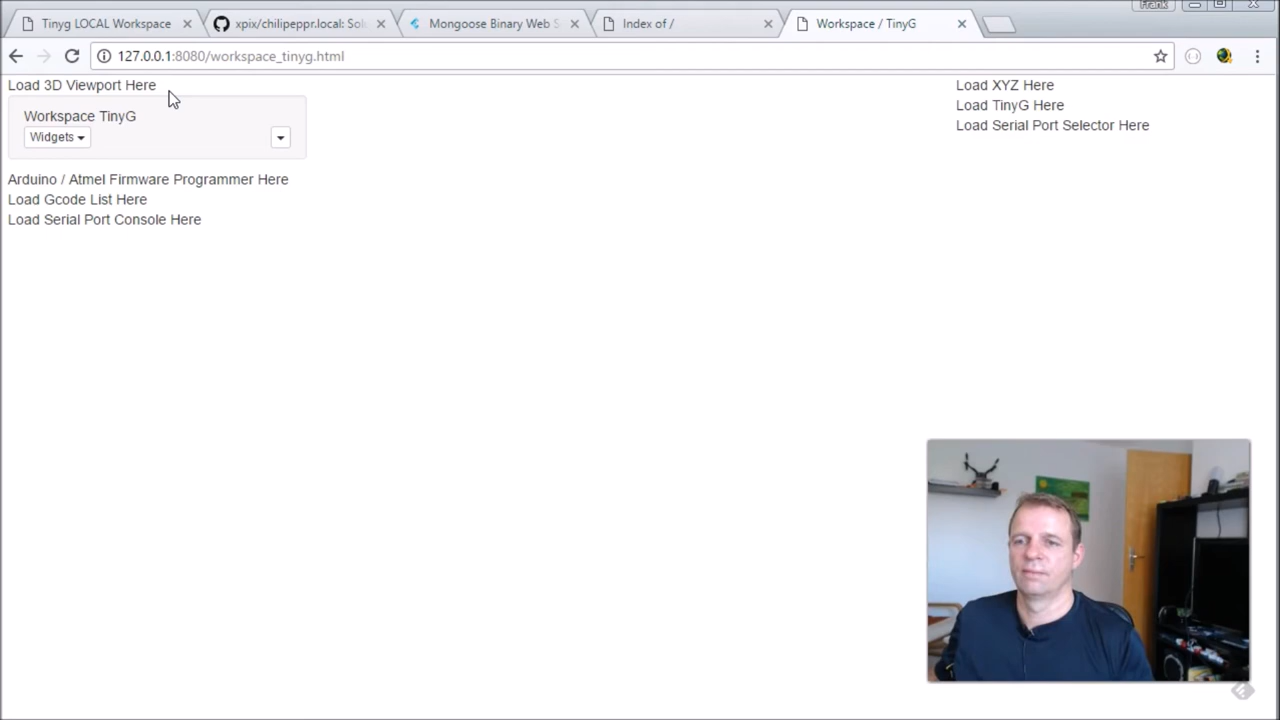 Frank
Tinyg LOCAL Workspace
xpix/chilipeppr.local: Sol
Mongoose Binary Web S
Index of /
Workspace / TinyG
127.0.0.1:8080/workspace_tinyg.html
Load 3D Viewport Here
Workspace TinyG
Widgets
Arduino / Atmel Firmware Programmer Here
Load Gcode List Here
Load Serial Port Console Here
Load XYZ Here
Load TinyG Here
Load Serial Port Selector Here